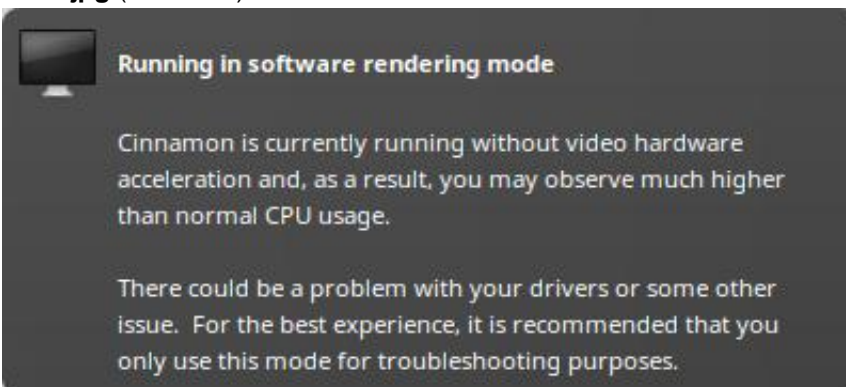 Running in software rendering mode
Cinnamon is currently running without video hardware
acceleration and, as a result, you may observe much higher
than normal CPU usage.
There could be a problem with your drivers or some other
issue.  For the best experience, it is recommended that you
only use this mode for troubleshooting purposes.